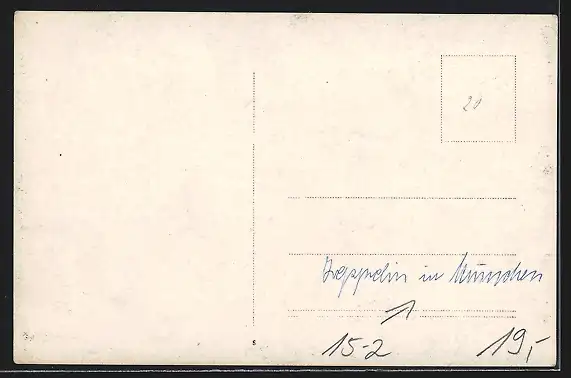 20
Zeppelin in München
15-2
19,-
s